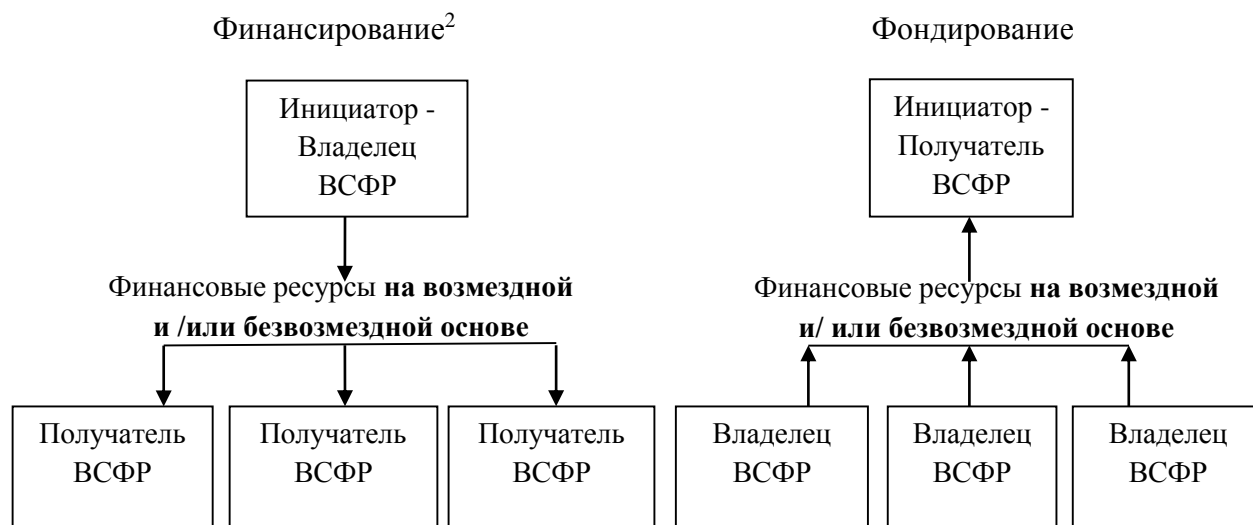 Финансирование²
Инициатор -
Владелец
ВСФР
Финансовые ресурсы на возмездной
и /или безвозмездной основе
Получатель
ВСФР
Получатель
ВСФР
Получатель
ВСФР
Фондирование
Инициатор -
Получатель
ВСФР
Финансовые ресурсы на возмездной
и/ или безвозмездной основе
Владелец
ВСФР
Владелец
ВСФР
Владелец
ВСФР